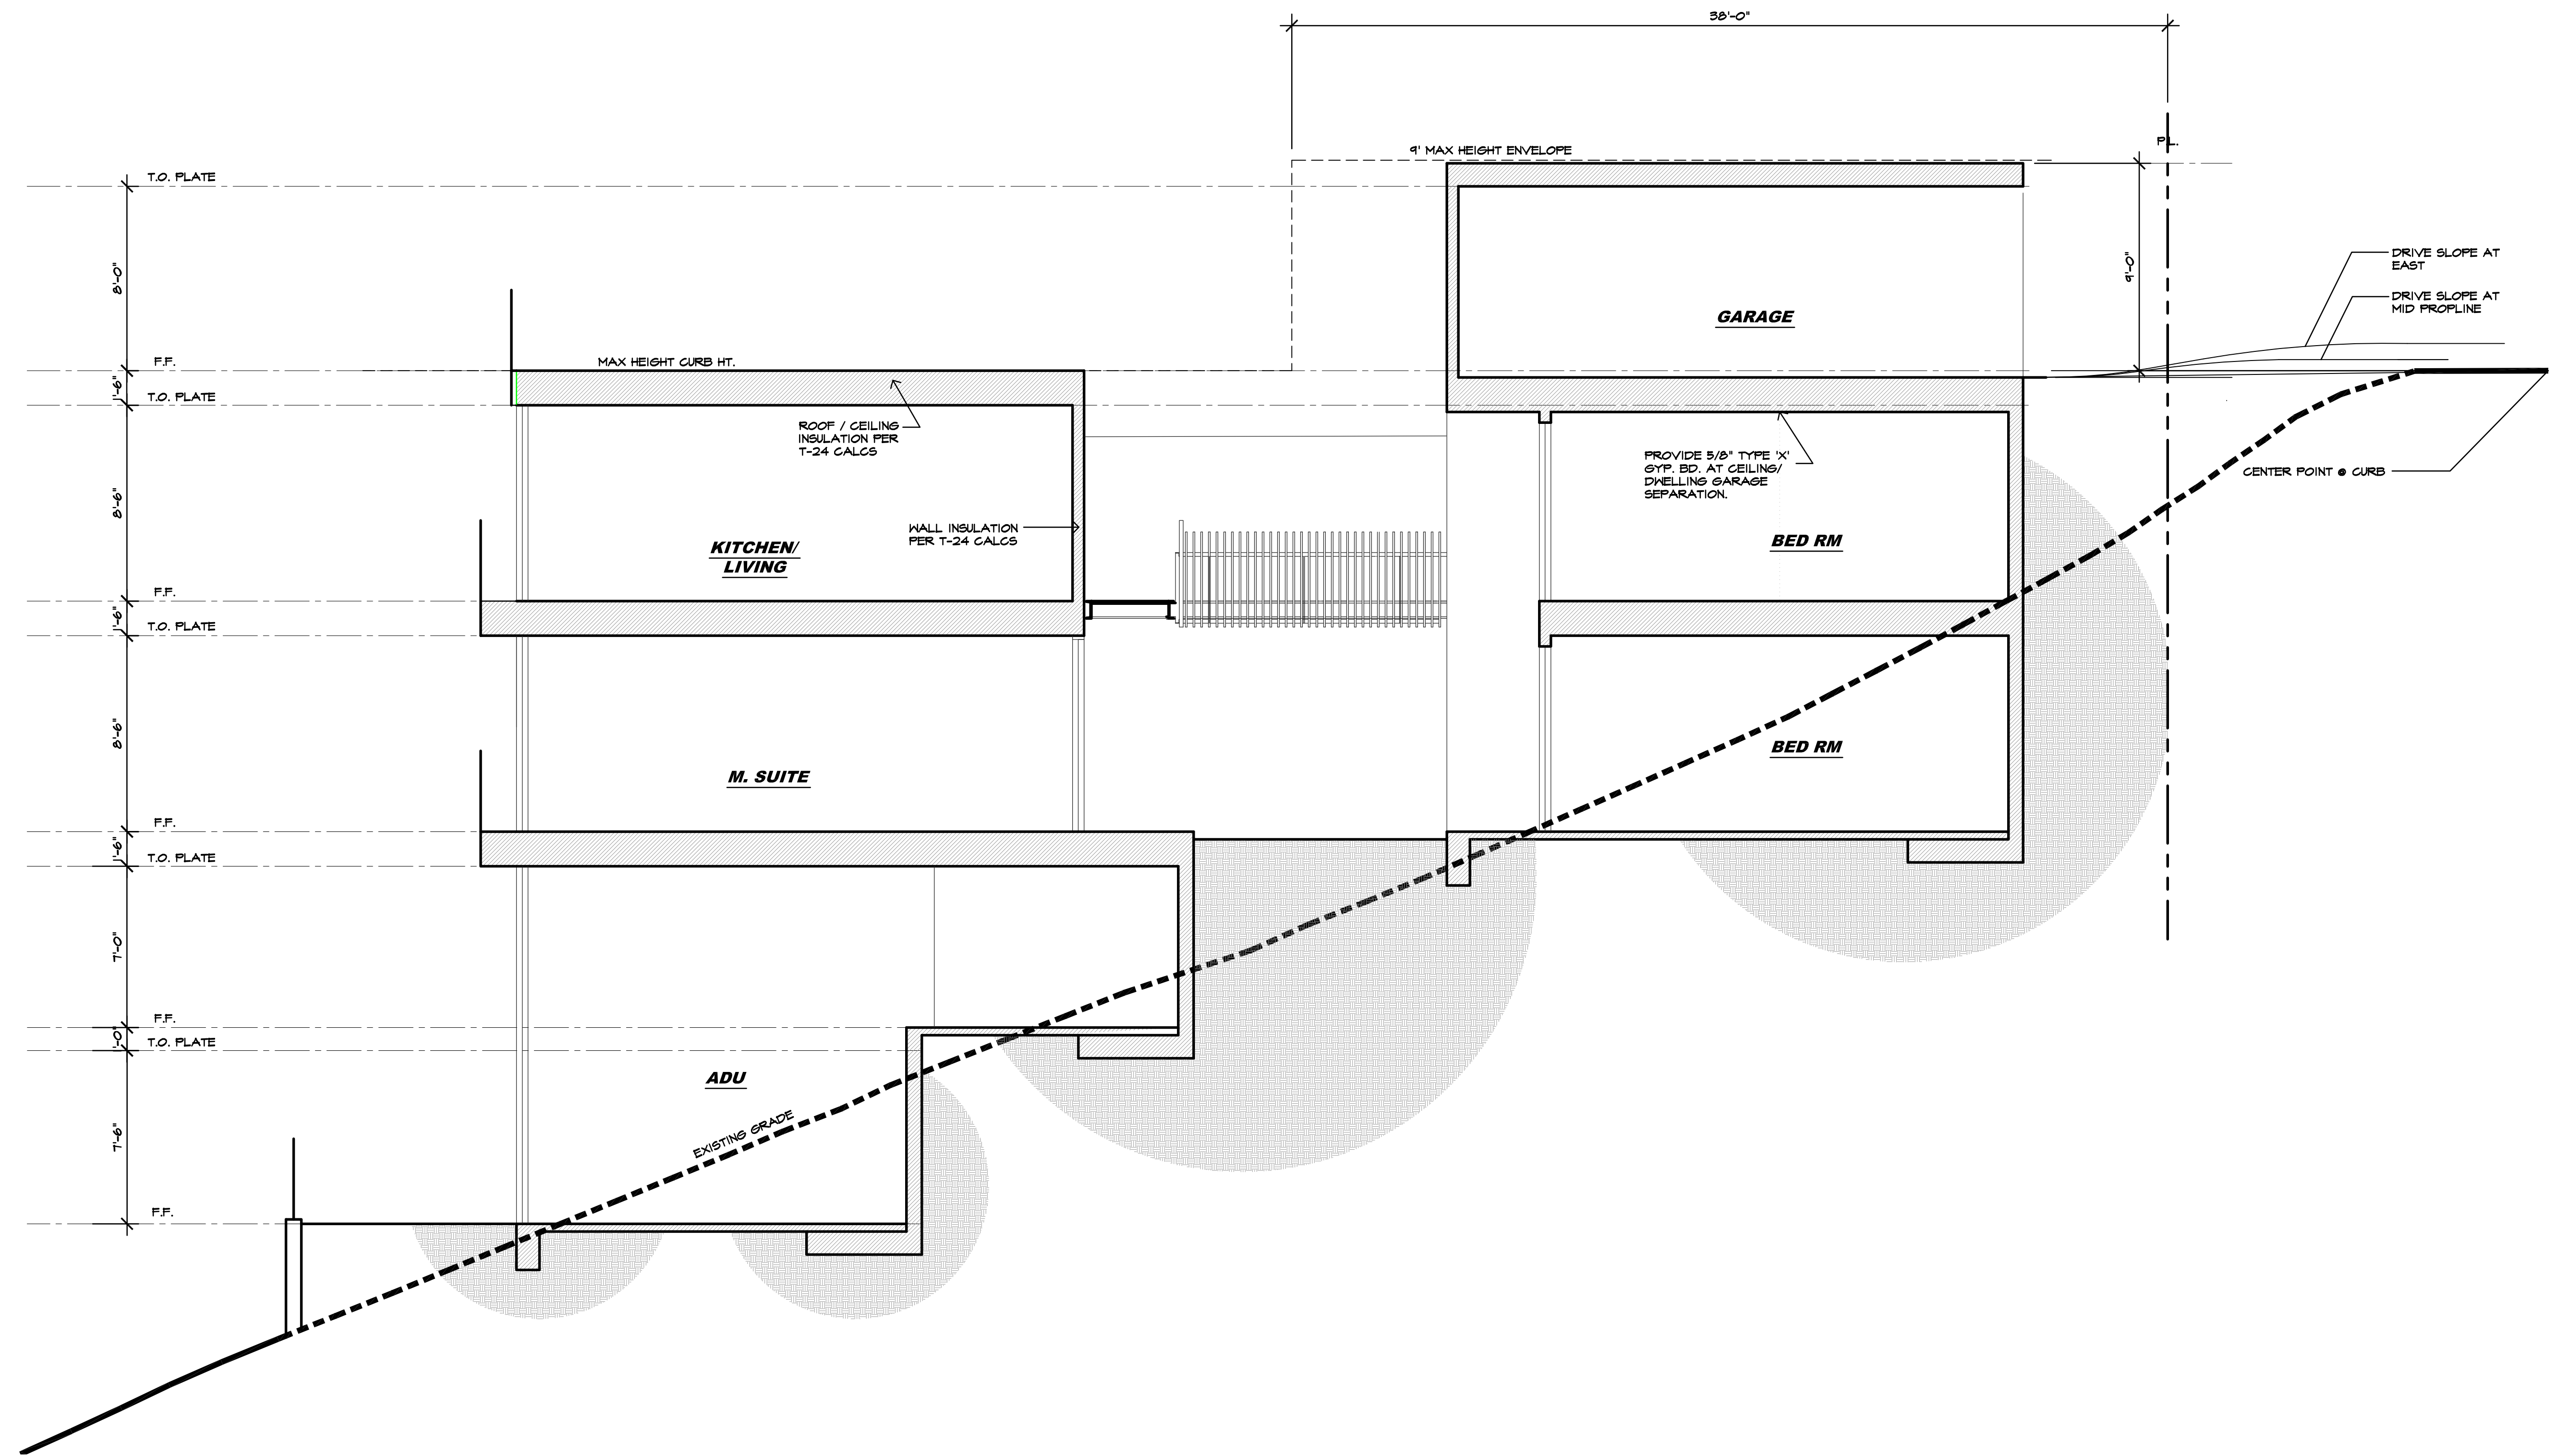 38'-0"
P.L.
9' MAX HEIGHT ENVELOPE
T.O. PLATE
8'-0"
9'-0"
DRIVE SLOPE AT
EAST
DRIVE SLOPE AT
MID PROPLINE
GARAGE
F.F.
MAX HEIGHT CURB HT.
1'-6"
T.O. PLATE
ROOF / CEILING
INSULATION PER
T-24 CALCS
PROVIDE 5/8" TYPE 'X'
GYP. BD. AT CEILING/
DWELLING GARAGE
SEPARATION.
CENTER POINT @ CURB
8'-6"
WALL INSULATION
PER T-24 CALCS
KITCHEN/
LIVING
BED RM
F.F.
1'-6"
T.O. PLATE
8'-6"
M. SUITE
BED RM
F.F.
1'-6"
T.O. PLATE
7'-0"
F.F.
'-0"
T.O. PLATE
ADU
EXISTING GRADE
7'-6"
F.F.